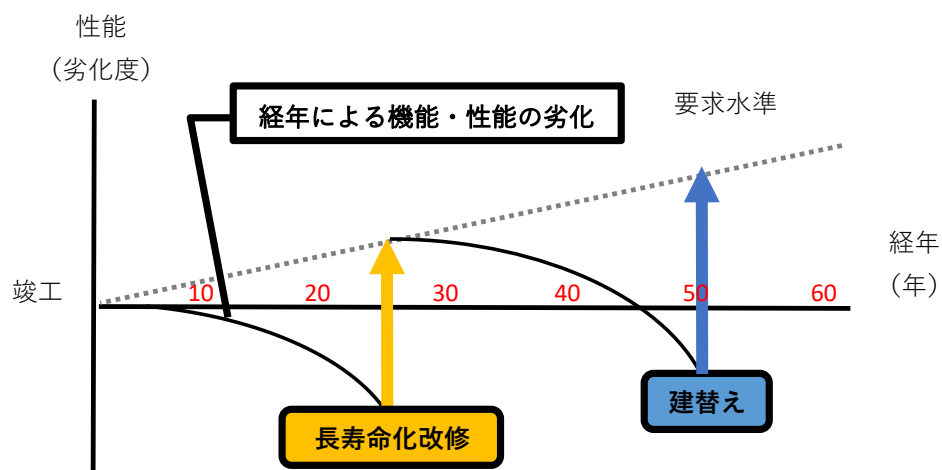 性能
（劣化度）
経年による機能・性能の劣化
要求水準
経年
（年）
竣工
10 20 30 40 50 60
長寿命化改修
建替え